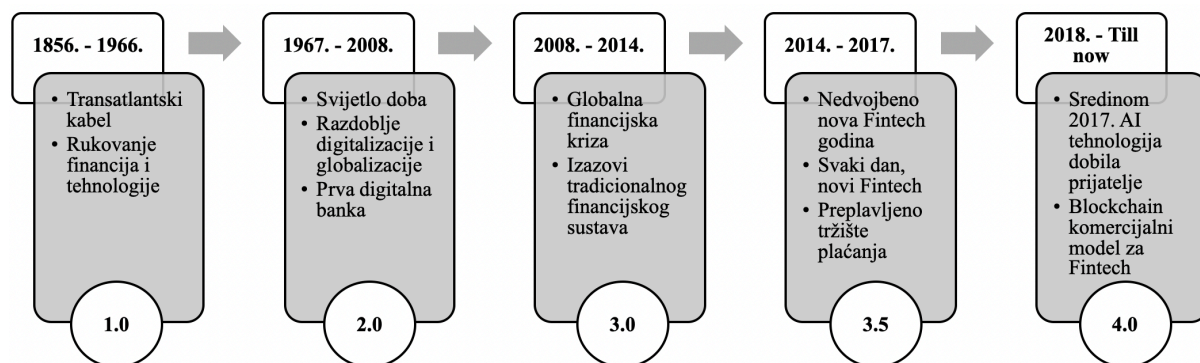 1856. - 1966.
• Transatlantski
kabel
• Rukovanje
financija i
tehnologije
1.0
1967. - 2008.
• Svijetlo doba
• Razdoblje
digitalizacije i
globalizacije
• Prva digitalna
banka
2.0
2008. - 2014.
• Globalna
financijska
kriza
• Izazovi
tradicionalnog
financijskog
sustava
3.0
2014. - 2017.
• Nedvojbeno
nova Fintech
godina
• Svaki dan,
novi Fintech
• Preplavljeno
tržište
plaćanja
3.5
2018. - Till
now
• Sredinom
2017. AI
tehnologija
dobila
prijatelje
• Blockchain
komercijalni
model za
Fintech
4.0